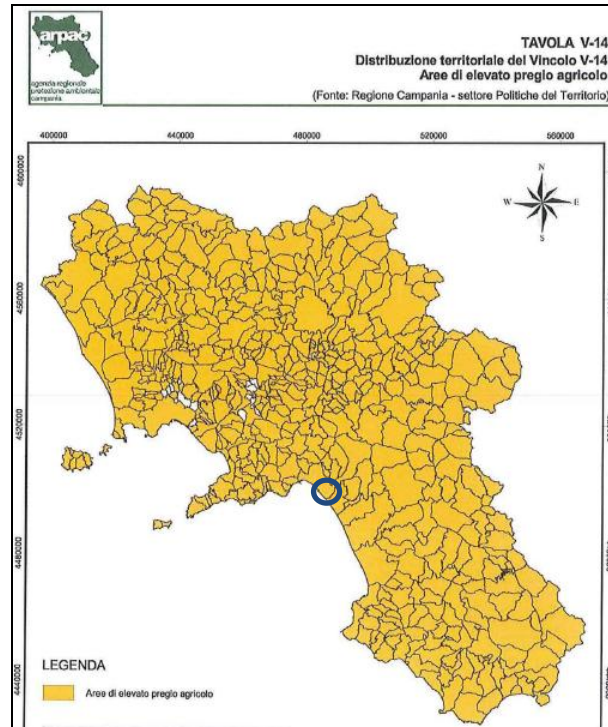 arpac
agenzia regionale
protezione ambientale
campania
TAVOLA V-14
Distribuzione territoriale del Vincolo V-14
Aree di elevato pregio agricolo
(Fonte: Regione Campania - settore Politiche del Territorio)
400000 440000 480000 520000 560000
4600000
N
W E
S
4560000
4520000
4480000
4440000
LEGENDA
Aree di elevato pregio agricolo